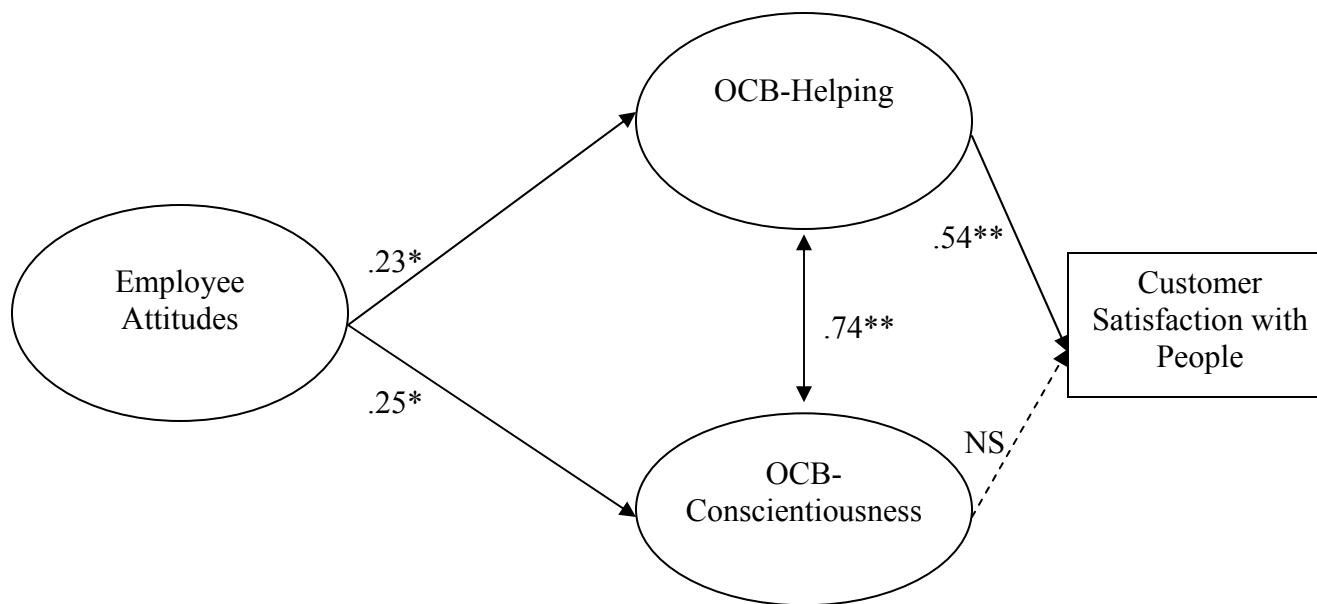 OCB-Helping
.54**
.23*
Employee
Attitudes
Customer
Satisfaction with
People
.74**
.25*
NS
OCB-
Conscientiousness